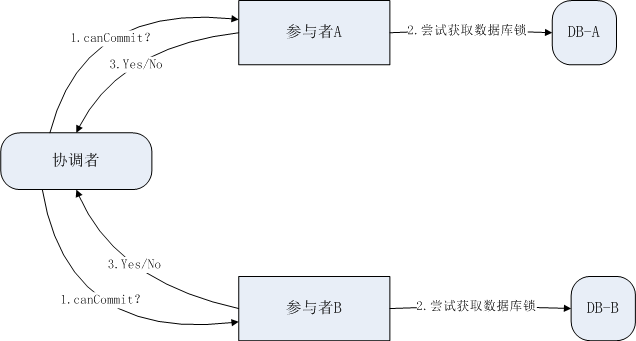 1.canCommit?
参与者A
2.尝试获取数据库锁
DB-A
3.Yes/No
协调者
3.Yes/No
1.canCommit?
参与者B
2.尝试获取数据库锁
DB-B